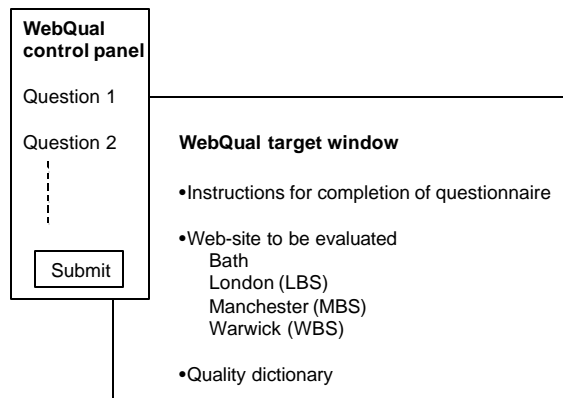 WebQual
control panel
Question 1
Question 2
Submit
WebQual target window
•Instructions for completion of questionnaire
•Web-site to be evaluated
Bath
London (LBS)
Manchester (MBS)
Warwick (WBS)
•Quality dictionary